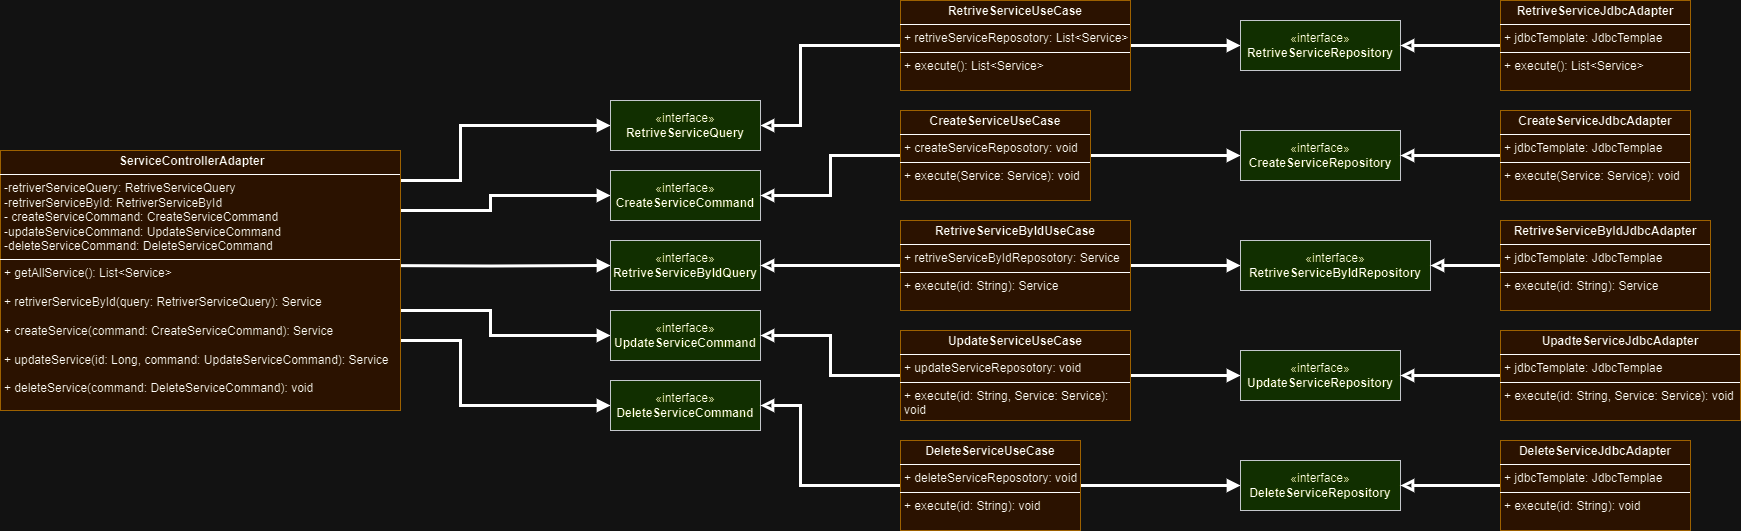 ServiceControllerAdapter
-retriverServiceQuery: RetriveServiceQuery
-retriverServiceById: RetriverServiceById
- createServiceCommand: CreateServiceCommand
-updateServiceCommand: UpdateServiceCommand
-deleteServiceCommand: DeleteServiceCommand
+ getAllService(): List<Service>
+ retriverServiceById(query: RetriverServiceQuery): Service
+ createService(command: CreateServiceCommand): Service
+ updateService(id: Long, command: UpdateServiceCommand): Service
+ deleteService(command: DeleteServiceCommand): void
«interface»
RetriveServiceQuery
«interface»
CreateServiceCommand
«interface»
RetriveServiceByIdQuery
«interface»
UpdateServiceCommand
«interface»
DeleteServiceCommand
RetriveServiceUseCase
+ retriveServiceReposotory: List<Service>
+ execute(): List<Service>
CreateServiceUseCase
+ createServiceReposotory: void
+ execute(Service: Service): void
RetriveServiceByIdUseCase
+ retriveServiceByIdReposotory: Service
+ execute(id: String): Service
UpdateServiceUseCase
+ updateServiceReposotory: void
+ execute(id: String, Service: Service):
void
DeleteServiceUseCase
+ deleteServiceReposotory: void
+ execute(id: String): void
«interface»
RetriveServiceRepository
«interface»
CreateServiceRepository
«interface»
RetriveServiceByIdRepository
«interface»
UpdateServiceRepository
«interface»
DeleteServiceRepository
RetriveServiceJdbcAdapter
+ jdbcTemplate: JdbcTemplae
+ execute(): List<Service>
CreateServiceJdbcAdapter
+ jdbcTemplate: JdbcTemplae
+ execute(Service: Service): void
RetriveServiceByIdJdbcAdapter
+ jdbcTemplate: JdbcTemplae
+ execute(id: String): Service
UpadteServiceJdbcAdapter
+ jdbcTemplate: JdbcTemplae
+ execute(id: String, Service: Service): void
DeleteServiceJdbcAdapter
+ jdbcTemplate: JdbcTemplae
+ execute(id: String): void